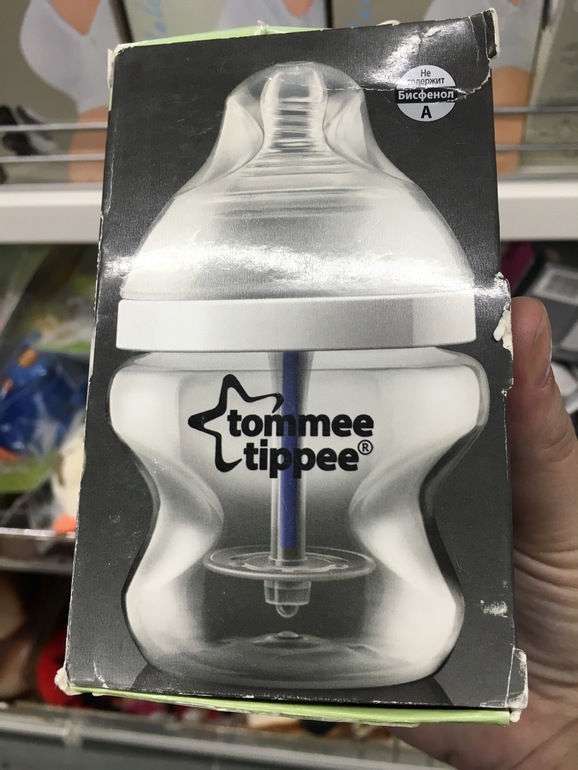 Не
содержит
Бисфенол
А
tommee
tippee®